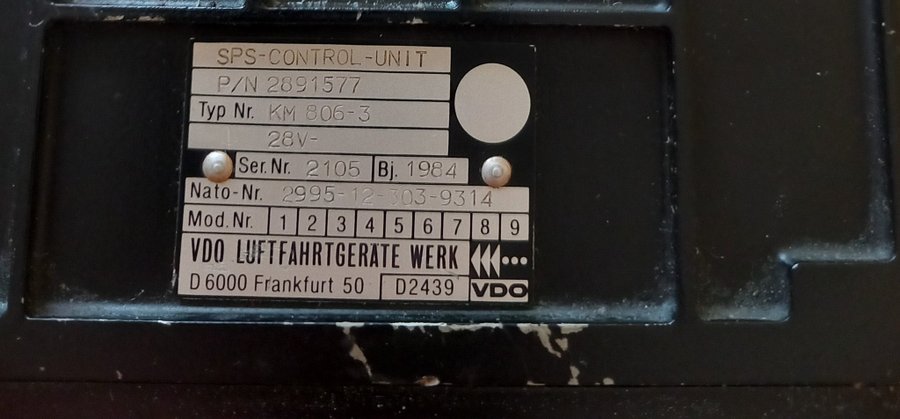 SPS-CONTROL-UNIT
P/N 2891577
Typ Nr. KM 806-3
28V-
Ser.Nr. 2105 Bj. 1984
Nato-Nr. 2995-12-303-9314
Mod.Nr. 1 2 3 4 5 6 7 8 9
VDO LUFTFAHRTGERÄTE WERK
D6000 Frankfurt 50 D2439 VDO